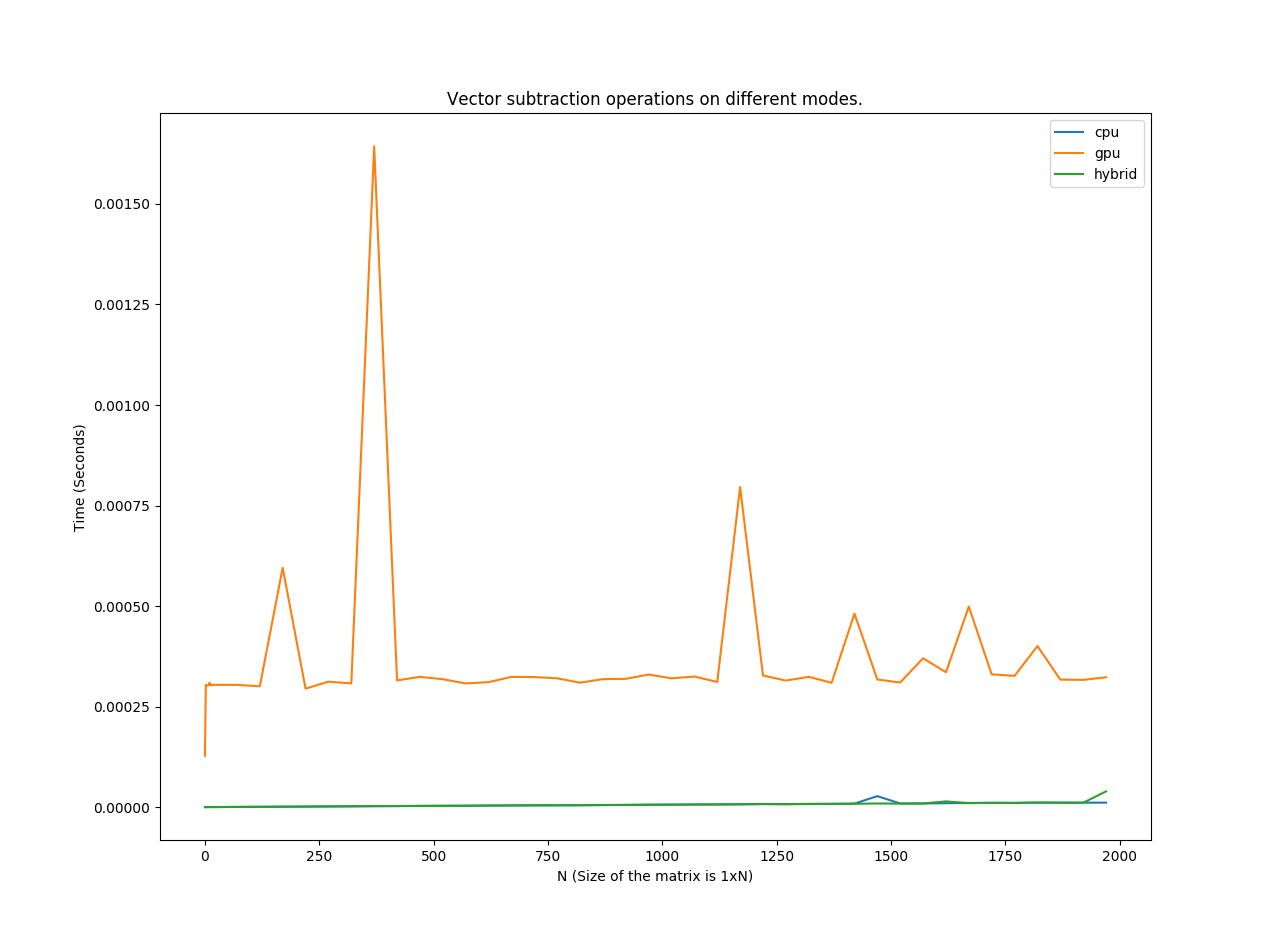 Vector subtraction operations on different modes.
cpu
gpu
hybrid
0.00150
0.00125
0.00100
0.00075
0.00050
0.00025
0.00000
Time (Seconds)
0 250 500 750 1000 1250 1500 1750 2000
N (Size of the matrix is 1xN)